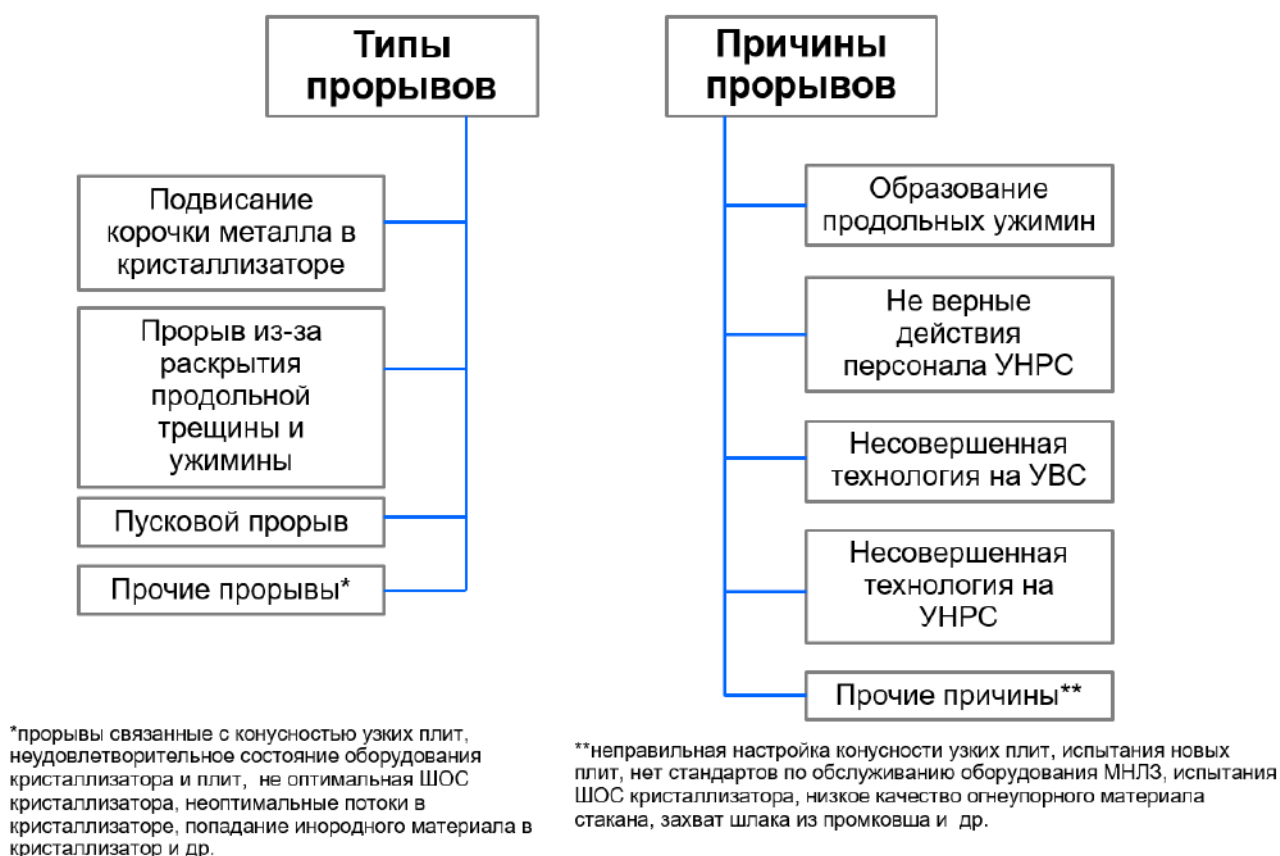 Типы
прорывов
Подвисание
корочки металла в
кристаллизаторе
Прорыв из-за
раскрытия
продольной
трещины и
ужимины
Пусковой прорыв
Прочие прорывы*
*прорывы связанные с конусностью узких плит,
неудовлетворительное состояние оборудования
кристаллизатора и плит, не оптимальная ШОС
кристаллизатора, неоптимальные потоки в
кристаллизаторе, попадание инородного материала в
кристаллизатор и др.
Причины
прорывов
Образование
продольных ужимин
Не верные
действия
персонала УНРС
Несовершенная
технология на УВС
Несовершенная
технология на
УНРС
Прочие причины**
**неправильная настройка конусности узких плит, испытания новых
плит, нет стандартов по обслуживанию оборудования МНЛЗ, испытания
ШОС кристаллизатора, низкое качество огнеупорного материала
стакана, захват шлака из промковша и др.